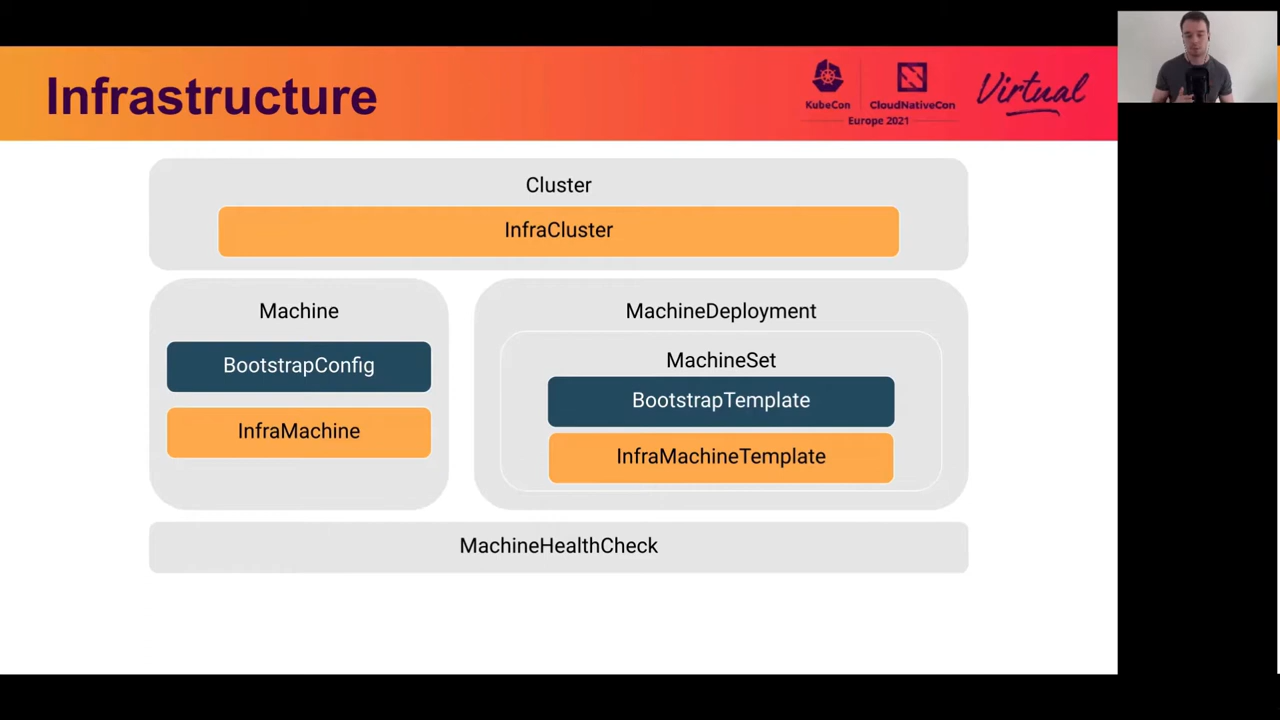 Infrastructure
KubeCon
CloudNativeCon
Europe 2021
Virtual
Cluster
InfraCluster
Machine
BootstrapConfig
InfraMachine
MachineDeployment
MachineSet
BootstrapTemplate
InfraMachineTemplate
MachineHealthCheck